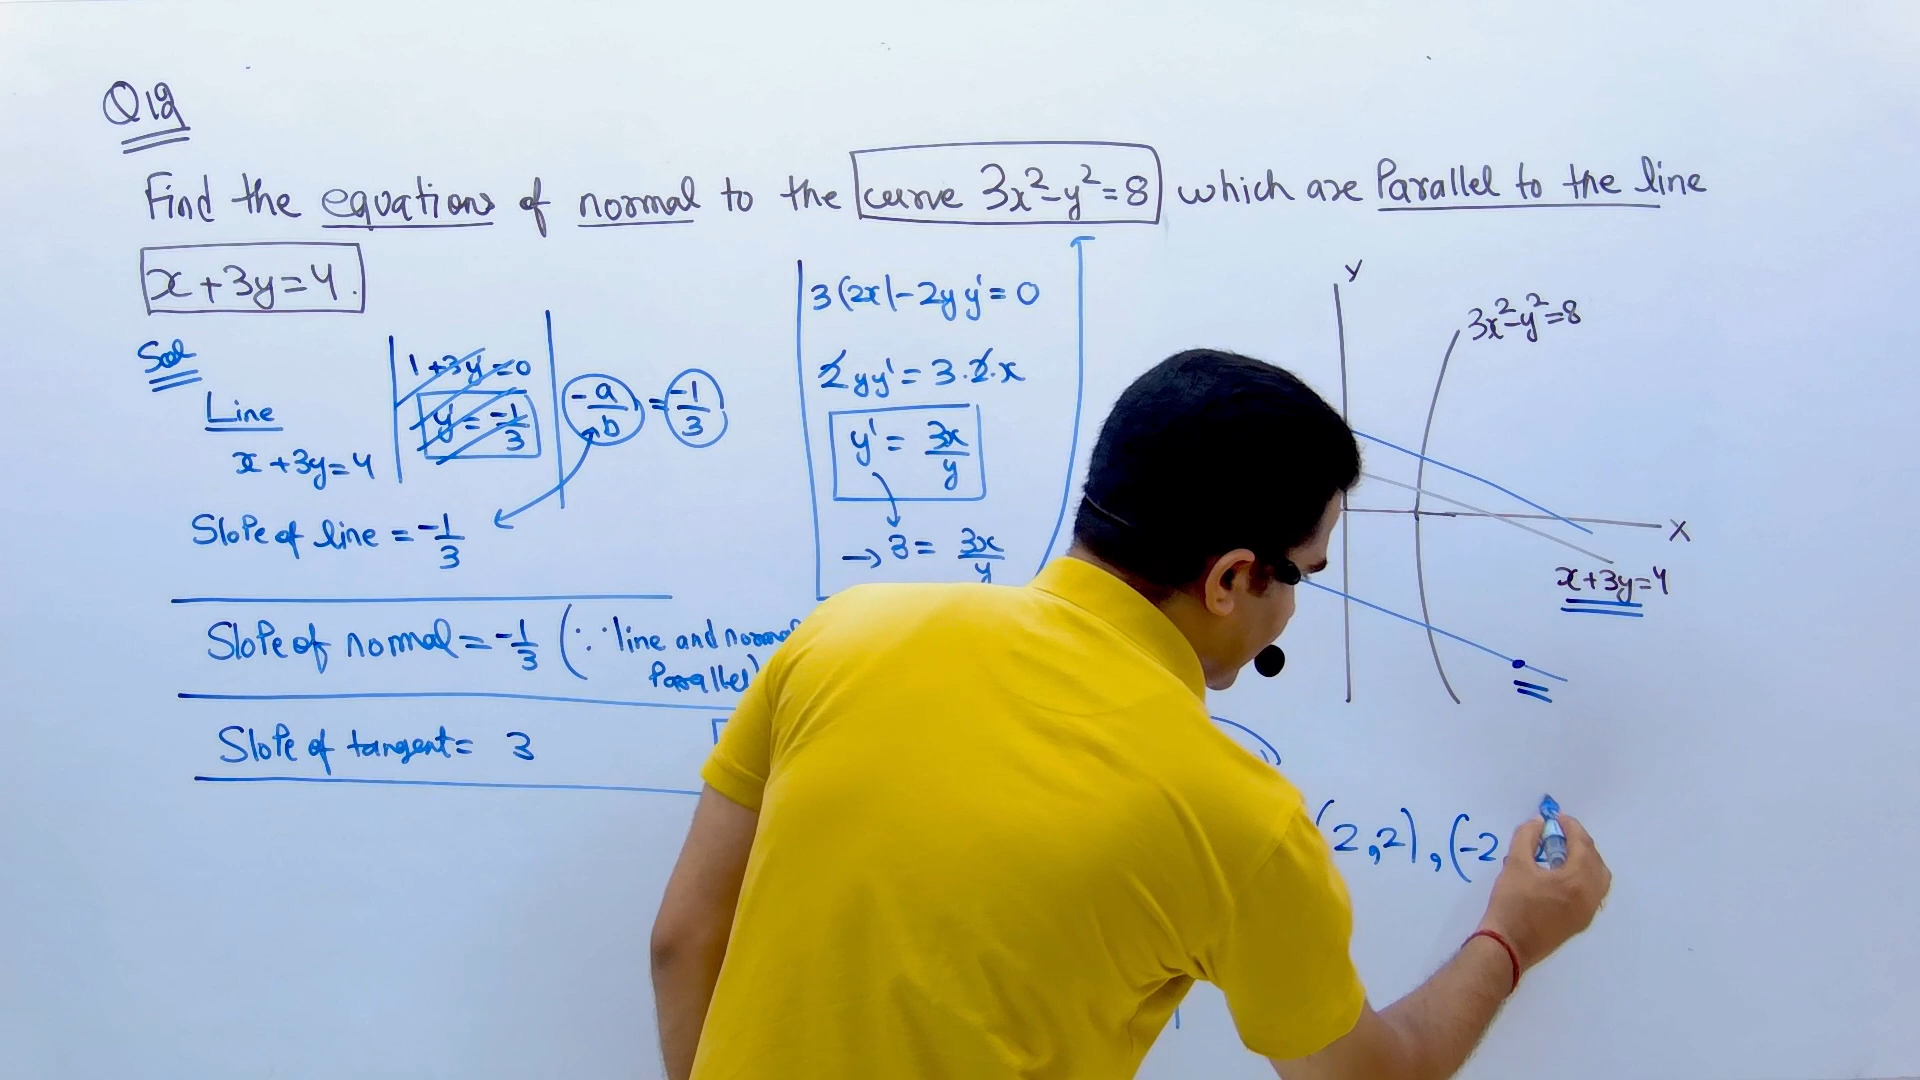 Q19
Find the equations of normal to the curve 3x²-y²=8 which are Parallel to the line
x+3y=4.
Sol
Line
x+3y=4
Slope of line = -1/3
1+3y'=0
y' = -1/3
-a/b = -1/3
Slope of normal = -1/3 (∵ line and normal
Parallel)
Slope of tangent = 3
3(2x)-2yy'=0
2yy' = 3.2.x
y' = 3x/y
→ 3 = 3x/y
Y
3x²-y²=8
X
x+3y=4
(2,2), (-2